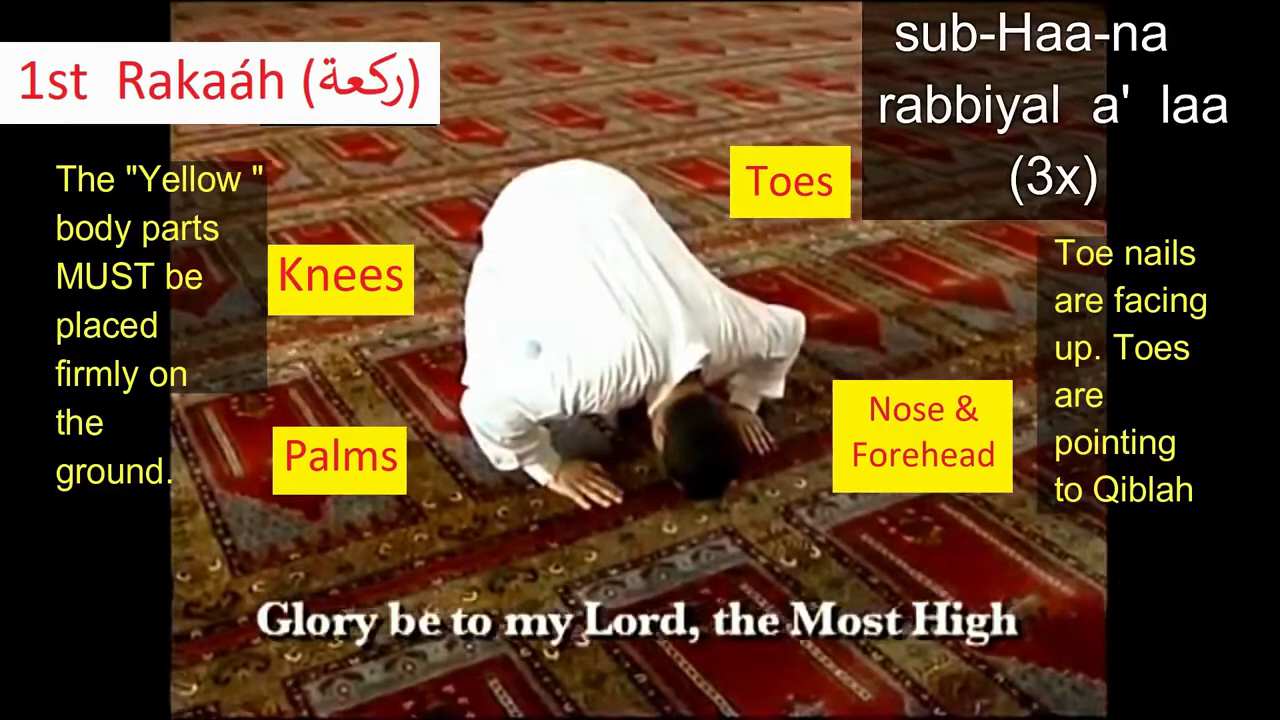 1st Rakaáh (ركعة)
sub-Haa-na
rabbiyal a' laa
(3x)
The "Yellow "
body parts
MUST be
placed
firmly on
the
ground.
Knees
Palms
Toes
Nose &
Forehead
Toe nails
are facing
up. Toes
are
pointing
to Qiblah
Glory be to my Lord, the Most High